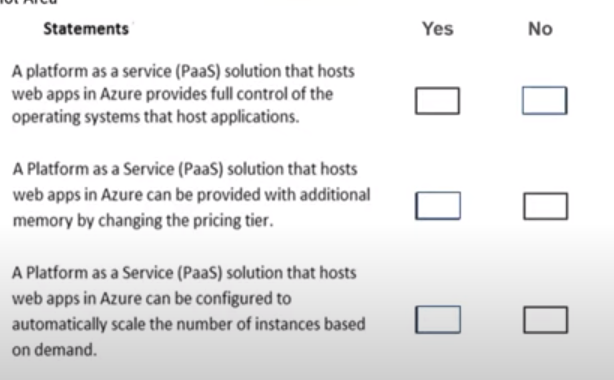 Statements Yes No
A platform as a service (PaaS) solution that hosts
web apps in Azure provides full control of the
operating systems that host applications.
A Platform as a Service (PaaS) solution that hosts
web apps in Azure can be provided with additional
memory by changing the pricing tier.
A Platform as a Service (PaaS) solution that hosts
web apps in Azure can be configured to
automatically scale the number of instances based
on demand.